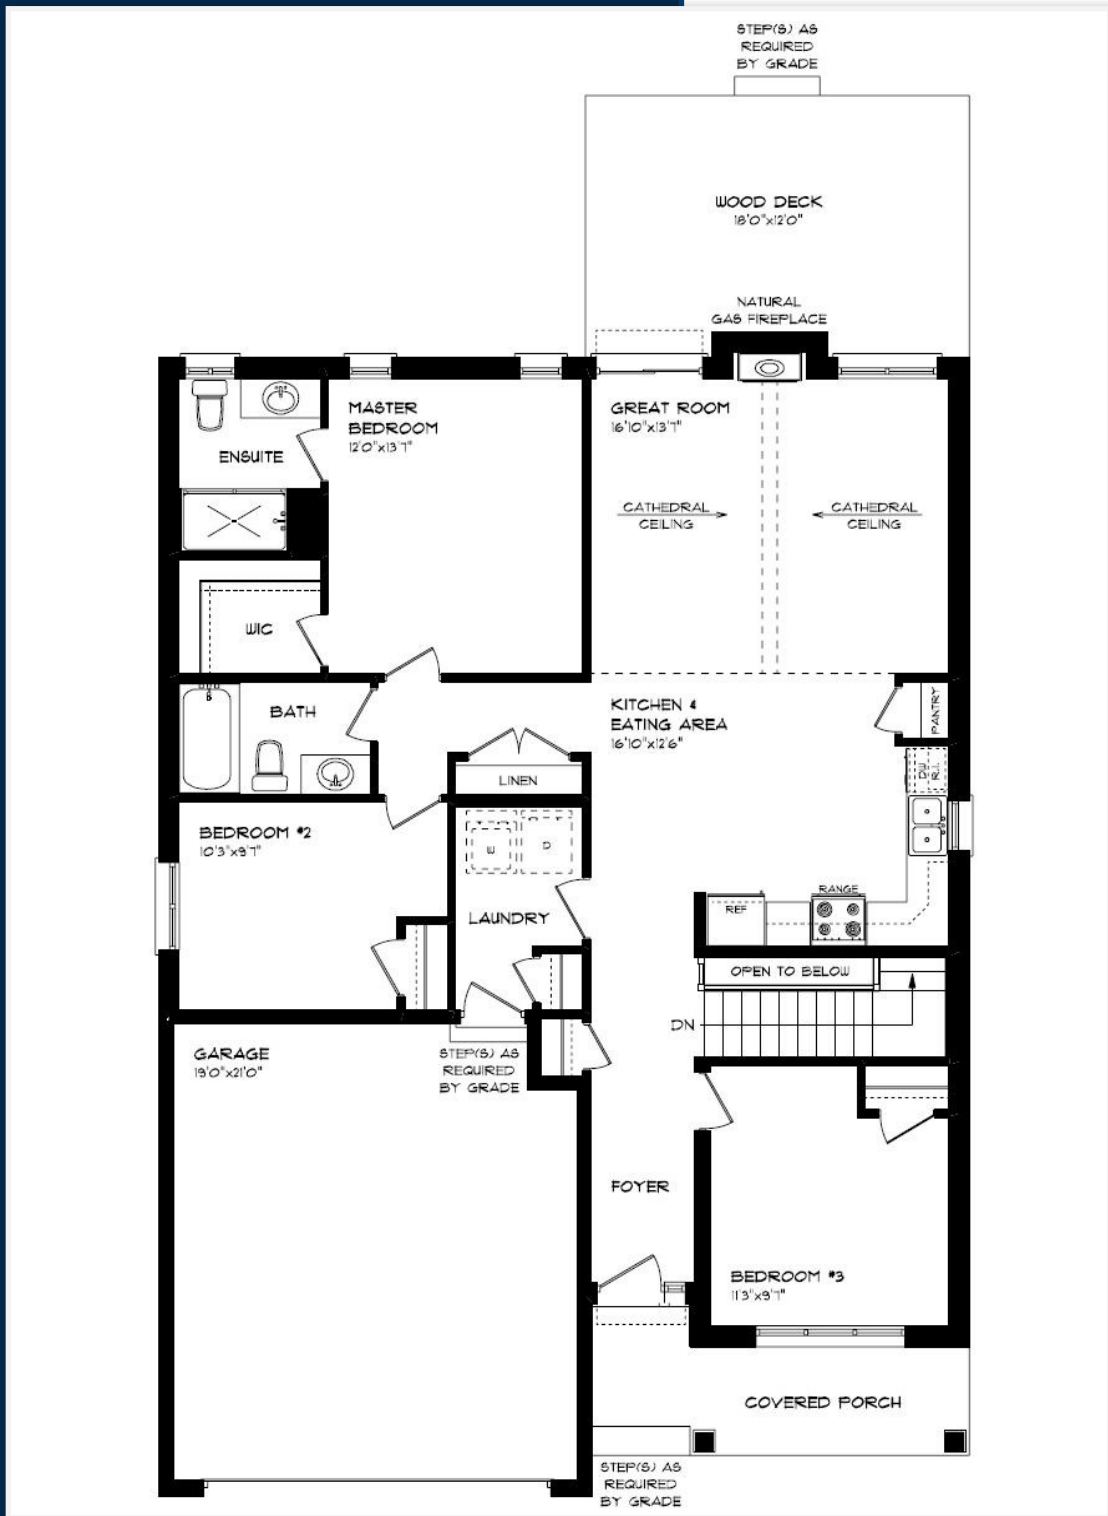 STEP(S) AS
REQUIRED
BY GRADE
WOOD DECK
18'0"x12'0"
NATURAL
GAS FIREPLACE
MASTER
BEDROOM
12'0"x13'7"
GREAT ROOM
16'10"x13'7"
ENSUITE
CATHEDRAL
CEILING
CATHEDRAL
CEILING
WIC
BATH
KITCHEN &
EATING AREA
16'10"x12'6"
PANTRY
LINEN
DW
R.I.
BEDROOM #2
10'3"x9'7"
W
D
RANGE
REF
LAUNDRY
OPEN TO BELOW
DN
GARAGE
19'0"x21'0"
STEP(S) AS
REQUIRED
BY GRADE
FOYER
BEDROOM #3
11'3"x9'7"
COVERED PORCH
STEP(S) AS
REQUIRED
BY GRADE